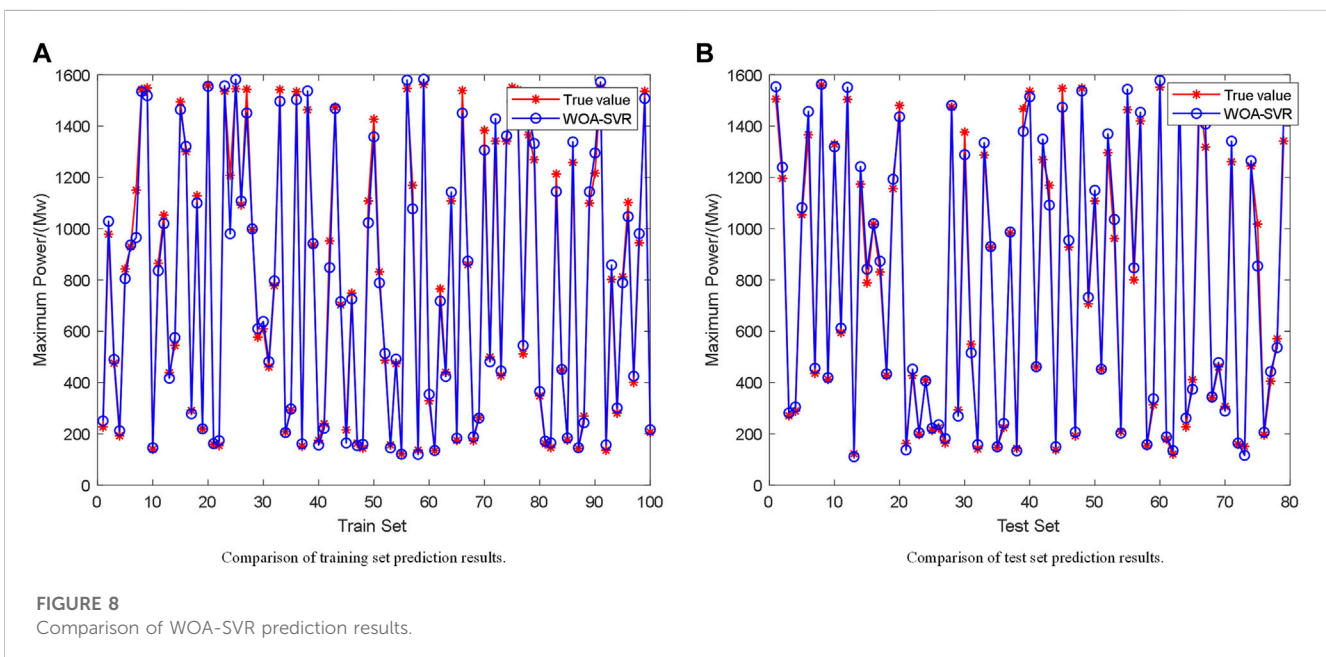 A
1600
1400
1200
1000
800
600
400
200
0
Maximum Power/(Mw)
True value
WOA-SVR
0 10 20 30 40 50 60 70 80 90 100
Train Set
Comparison of training set prediction results.
B
1600
1400
1200
1000
800
600
400
200
0
Maximum Power/(Mw)
True value
WOA-SVR
0 10 20 30 40 50 60 70 80
Test Set
Comparison of test set prediction results.
FIGURE 8
Comparison of WOA-SVR prediction results.